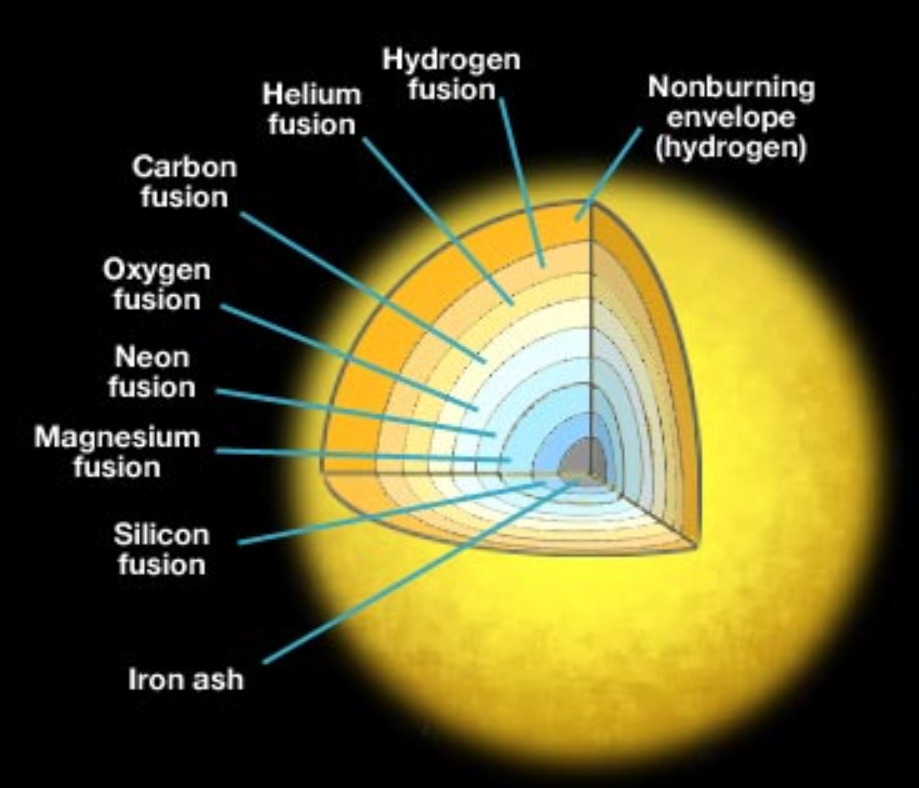 Hydrogen
fusion
Helium
fusion
Nonburning
envelope
(hydrogen)
Carbon
fusion
Oxygen
fusion
Neon
fusion
Magnesium
fusion
Silicon
fusion
Iron ash